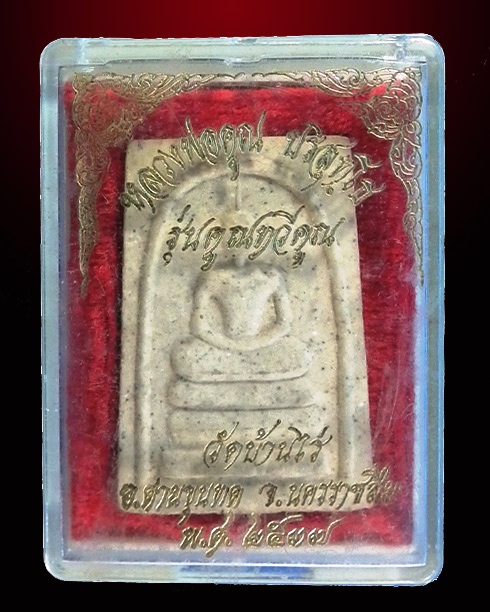 หลวงพ่อคูณ ปริสุทฺโธ
รุ่นคูณทวีคูณ
วัดบ้านไร่
อ.ด่านขุนทด จ.นครราชสีมา
พ.ศ. ๒๕๓๗